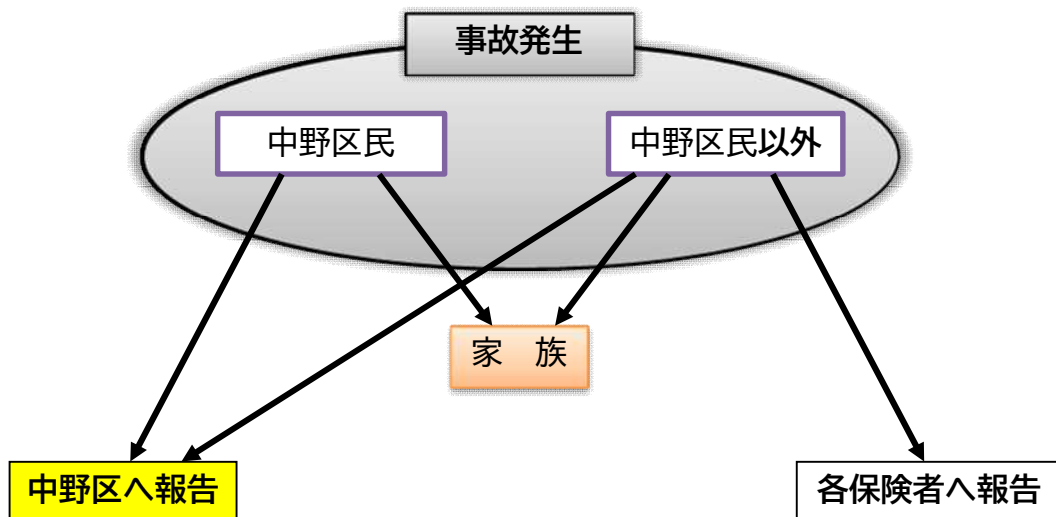 事故発生
中野区民
中野区民以外
家　族
中野区へ報告
各保険者へ報告